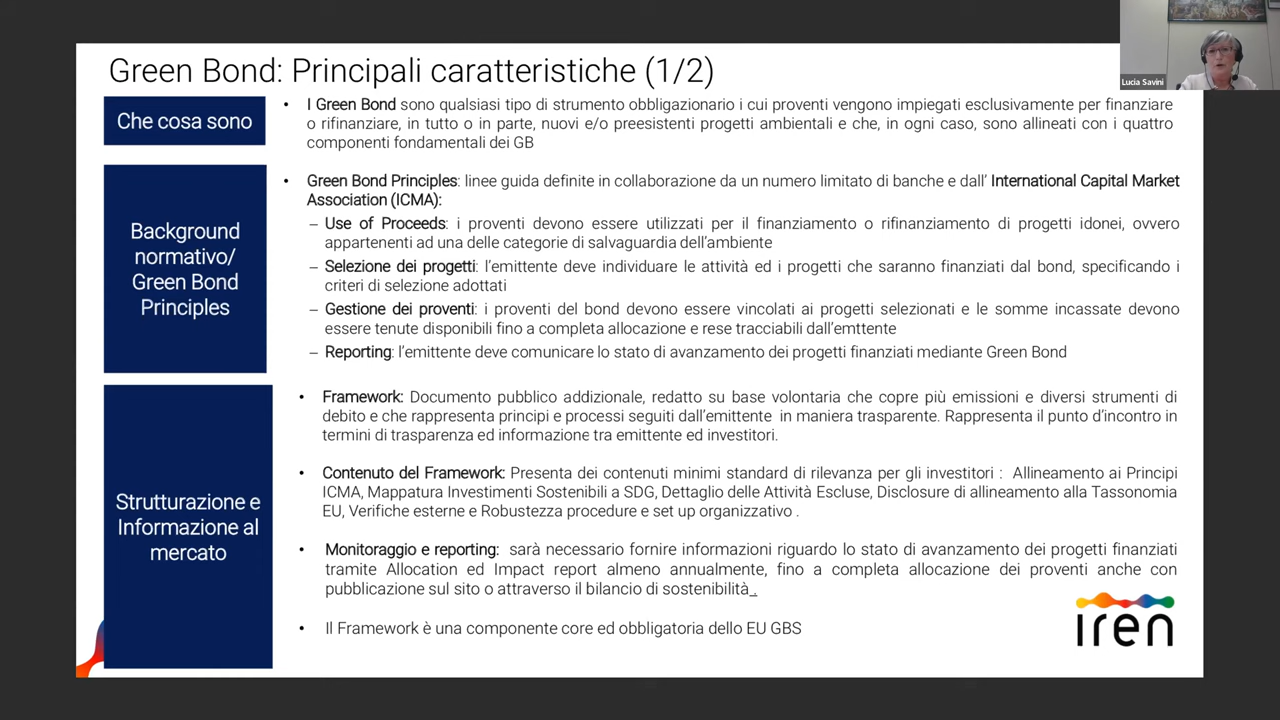 Green Bond: Principali caratteristiche (1/2)
Lucia Savini
Che cosa sono
• I Green Bond sono qualsiasi tipo di strumento obbligazionario i cui proventi vengono impiegati esclusivamente per finanziare
o rifinanziare, in tutto o in parte, nuovi e/o preesistenti progetti ambientali e che, in ogni caso, sono allineati con i quattro
componenti fondamentali dei GB
Background
normativo/
Green Bond
Principles
• Green Bond Principles: linee guida definite in collaborazione da un numero limitato di banche e dall’ International Capital Market
Association (ICMA):
– Use of Proceeds: i proventi devono essere utilizzati per il finanziamento o rifinanziamento di progetti idonei, ovvero
appartenenti ad una delle categorie di salvaguardia dell’ambiente
– Selezione dei progetti: l’emittente deve individuare le attività ed i progetti che saranno finanziati dal bond, specificando i
criteri di selezione adottati
– Gestione dei proventi: i proventi del bond devono essere vincolati ai progetti selezionati e le somme incassate devono
essere tenute disponibili fino a completa allocazione e rese tracciabili dall’emttente
– Reporting: l’emittente deve comunicare lo stato di avanzamento dei progetti finanziati mediante Green Bond
Strutturazione e
Informazione al
mercato
• Framework: Documento pubblico addizionale, redatto su base volontaria che copre più emissioni e diversi strumenti di
debito e che rappresenta principi e processi seguiti dall’emittente in maniera trasparente. Rappresenta il punto d’incontro in
termini di trasparenza ed informazione tra emittente ed investitori.
• Contenuto del Framework: Presenta dei contenuti minimi standard di rilevanza per gli investitori : Allineamento ai Principi
ICMA, Mappatura Investimenti Sostenibili a SDG, Dettaglio delle Attività Escluse, Disclosure di allineamento alla Tassonomia
EU, Verifiche esterne e Robustezza procedure e set up organizzativo .
• Monitoraggio e reporting: sarà necessario fornire informazioni riguardo lo stato di avanzamento dei progetti finanziati
tramite Allocation ed Impact report almeno annualmente, fino a completa allocazione dei proventi anche con
pubblicazione sul sito o attraverso il bilancio di sostenibilità .
• Il Framework è una componente core ed obbligatoria dello EU GBS
iren